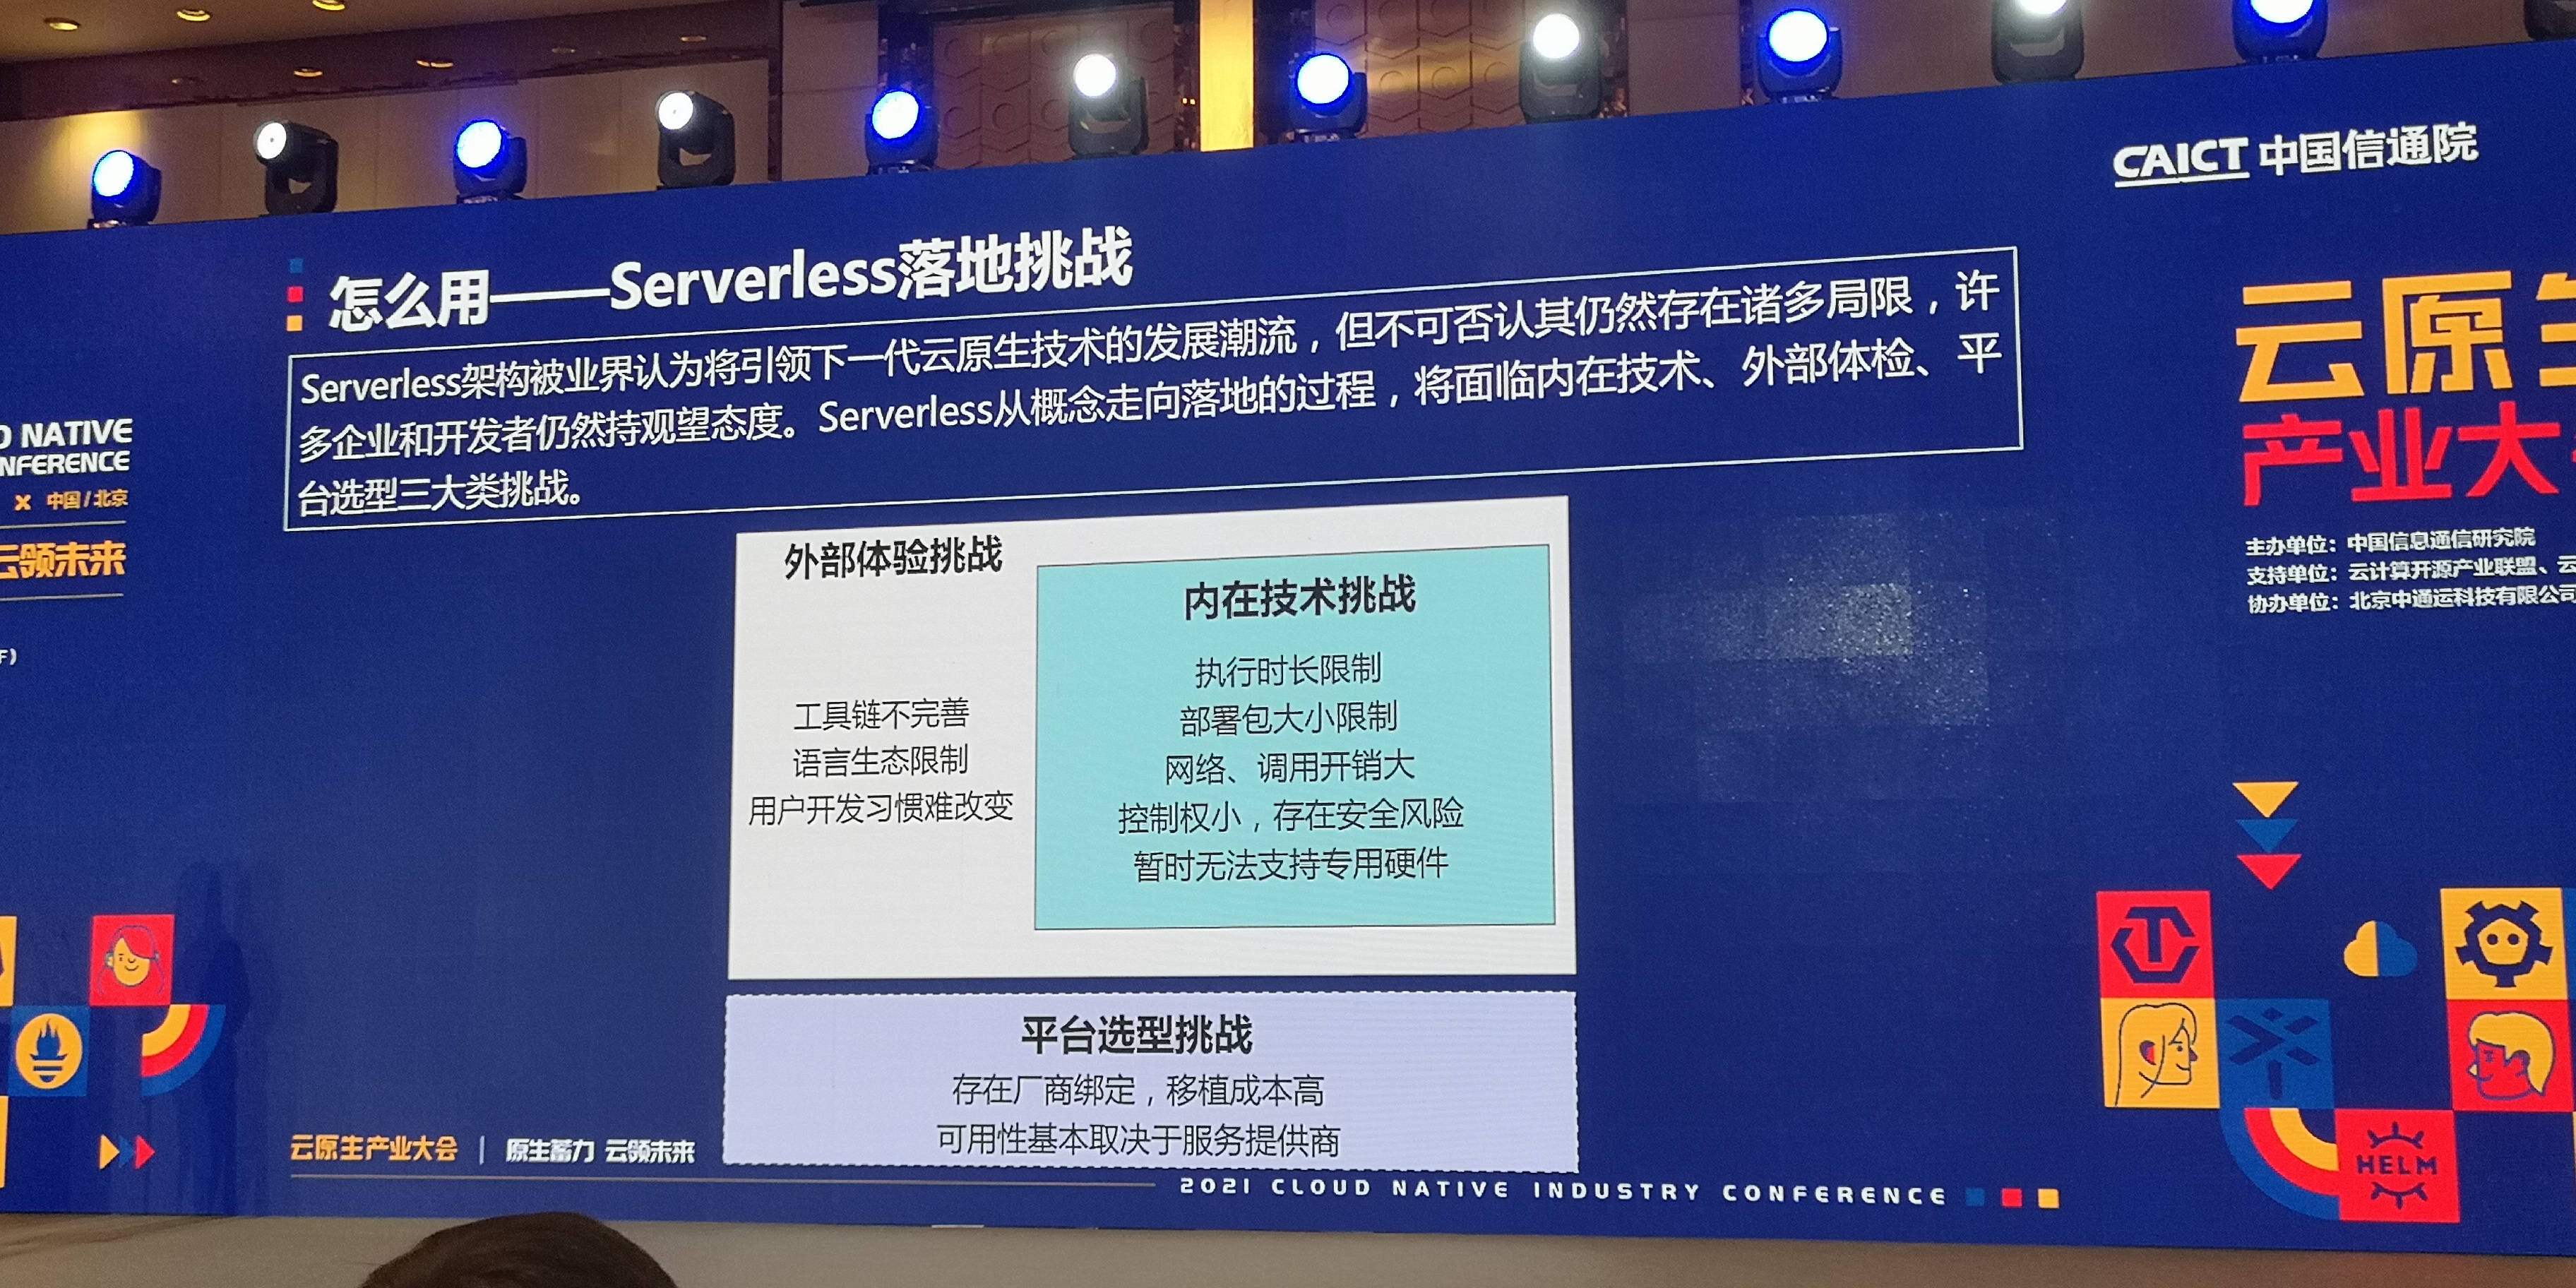 CAICT 中国信通院
怎么用——Serverless落地挑战
Serverless架构被业界认为将引领下一代云原生技术的发展潮流，但不可否认其仍然存在诸多局限，许
多企业和开发者仍然持观望态度。Serverless从概念走向落地的过程，将面临内在技术、外部体检、平
台选型三大类挑战。
外部体验挑战
工具链不完善
语言生态限制
用户开发习惯难改变
内在技术挑战
执行时长限制
部署包大小限制
网络、调用开销大
控制权小，存在安全风险
暂时无法支持专用硬件
平台选型挑战
存在厂商绑定，移植成本高
可用性基本取决于服务提供商
云原生产业大会 | 原生蓄力 云领未来
2021 CLOUD NATIVE INDUSTRY CONFERENCE
NATIVE
× 中国/北京
云领未来
云原
产业大
主办单位：中国信息通信研究院
支持单位：云计算开源产业联盟、云
协办单位：北京中通运科技有限公司
HELM